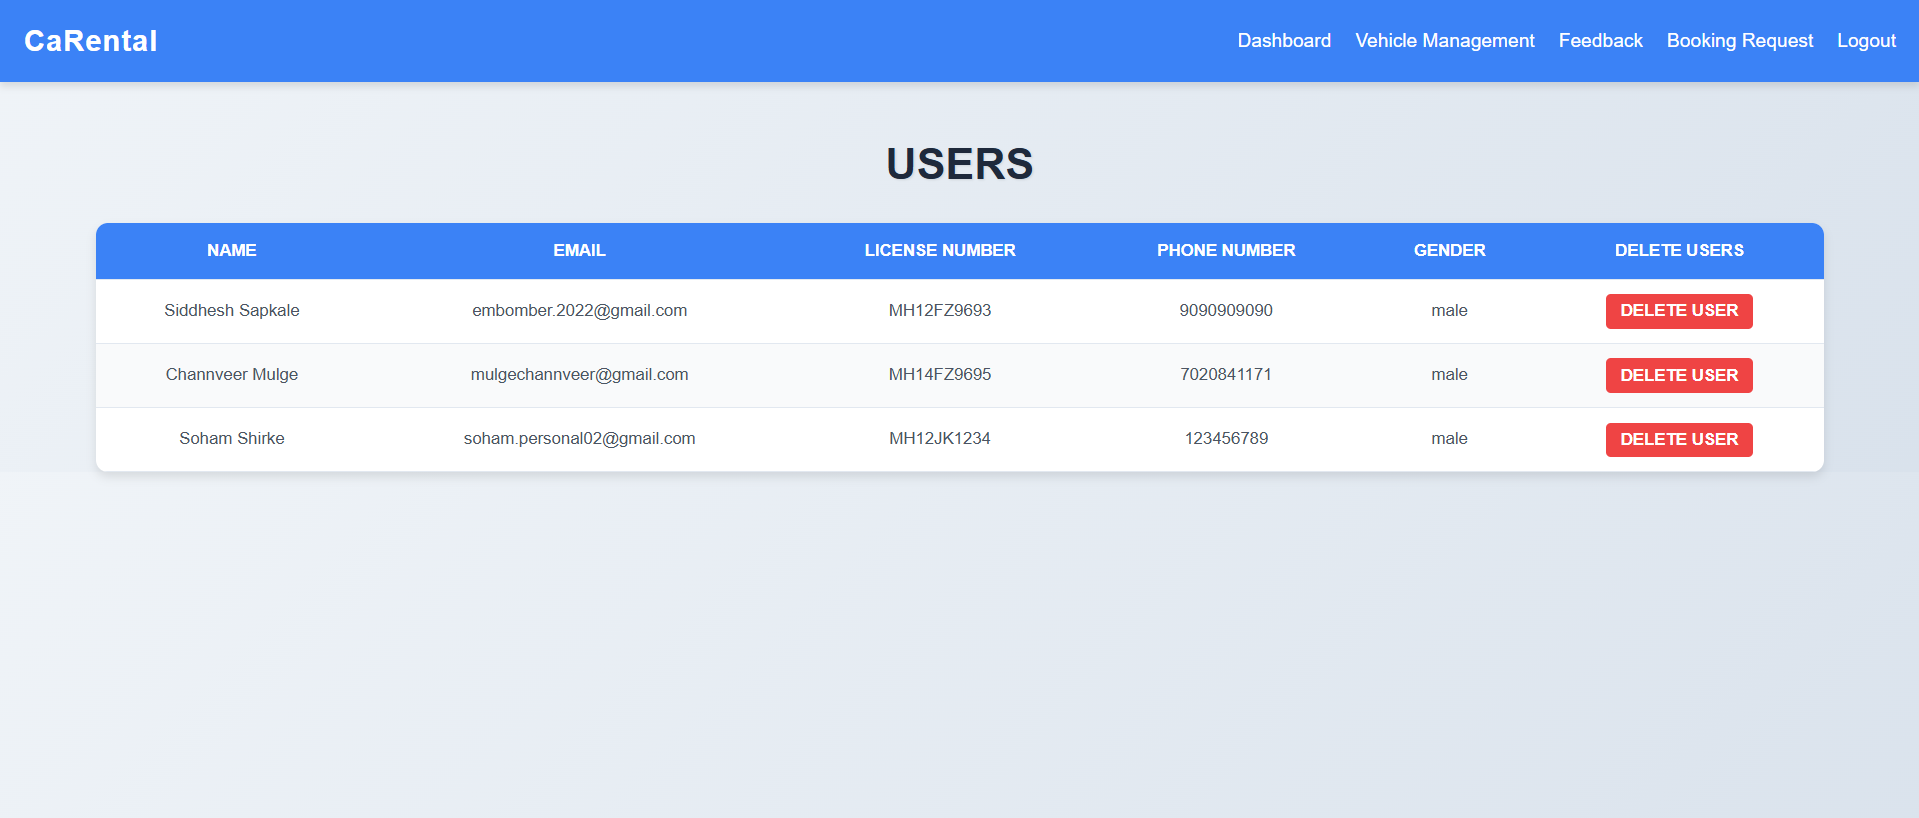 CaRental Dashboard Vehicle Management Feedback Booking Request Logout
USERS
NAME EMAIL LICENSE NUMBER PHONE NUMBER GENDER DELETE USERS
Siddhesh Sapkale embomber.2022@gmail.com MH12FZ9693 9090909090 male DELETE USER
Channveer Mulge mulgechannveer@gmail.com MH14FZ9695 7020841171 male DELETE USER
Soham Shirke soham.personal02@gmail.com MH12JK1234 123456789 male DELETE USER